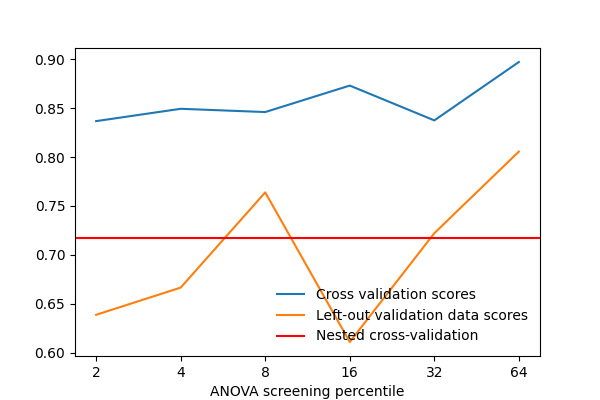 0.90
0.85
0.80
0.75
0.70
0.65
0.60
Cross validation scores
Left-out validation data scores
Nested cross-validation
2 4 8 16 32 64
ANOVA screening percentile